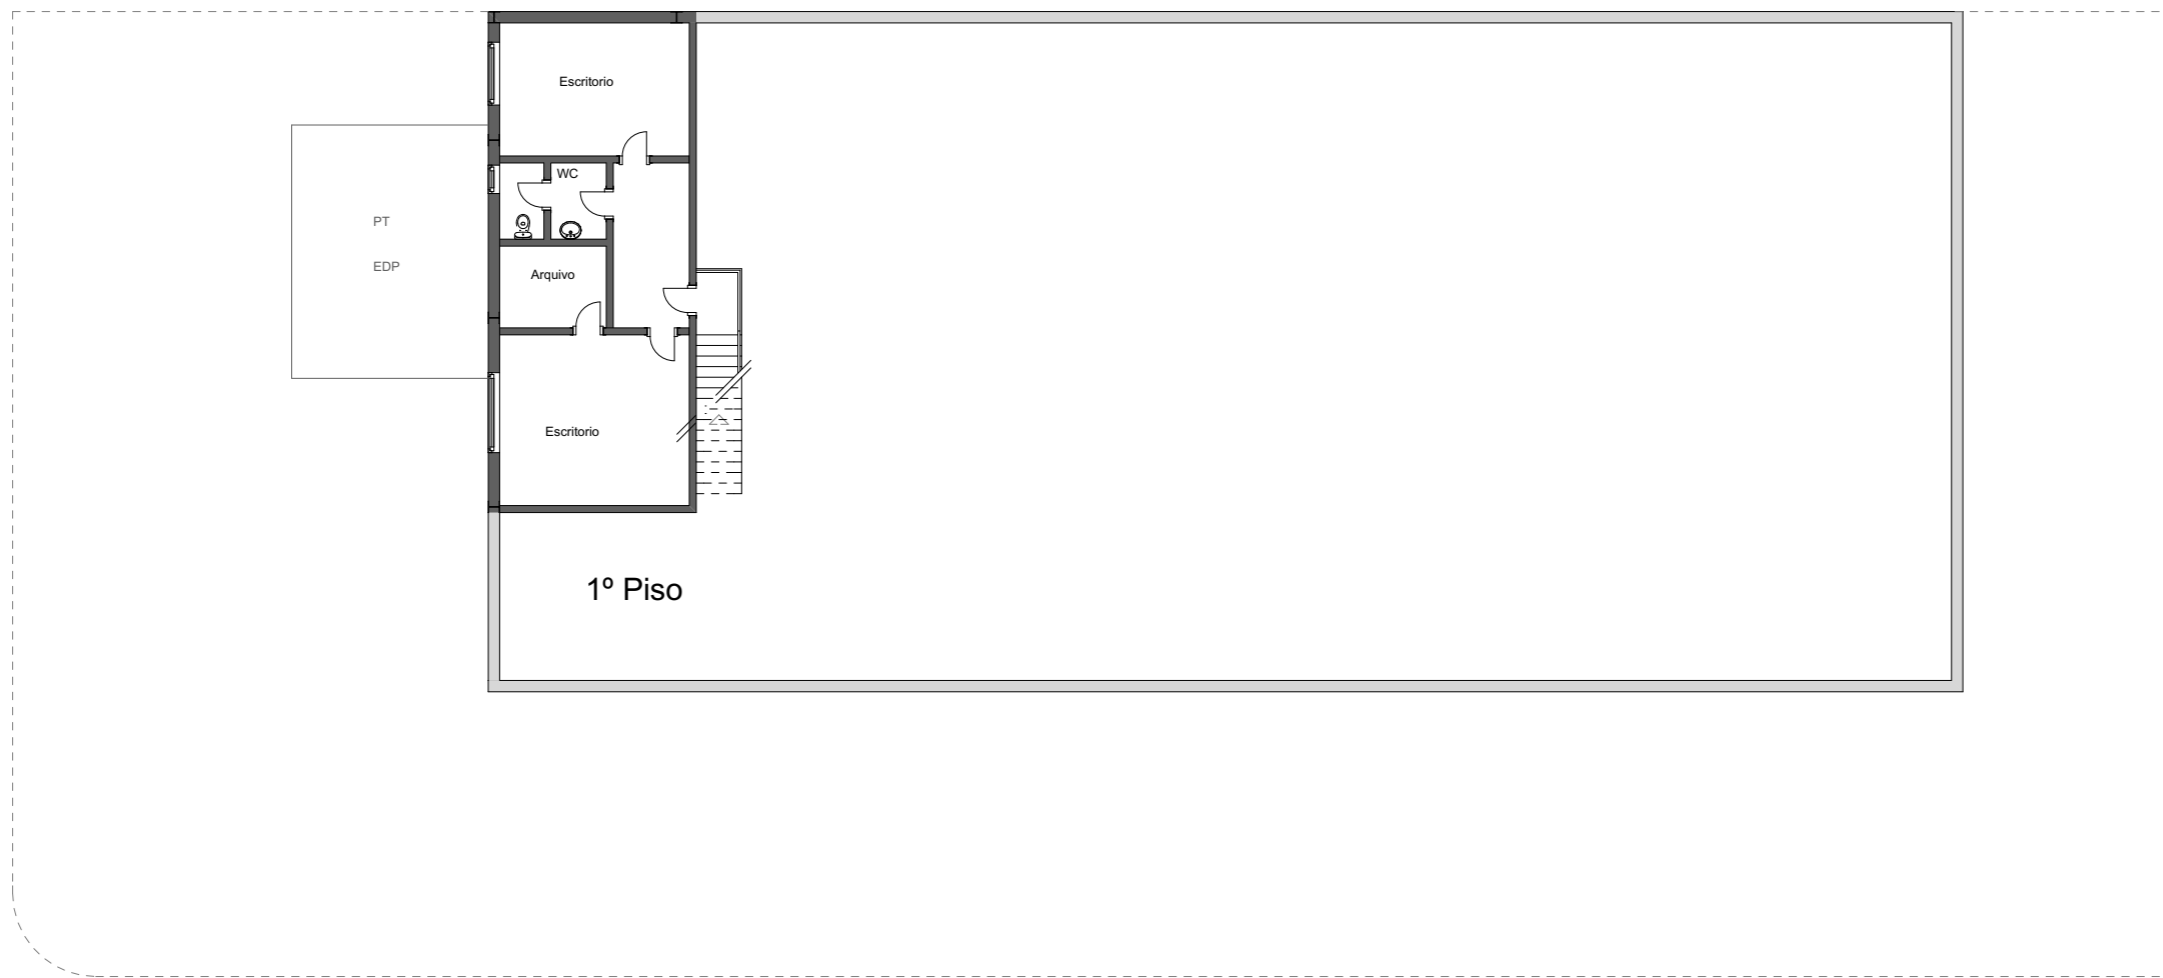 Escritorio
WC
PT
EDP
Arquivo
Escritorio
1º Piso